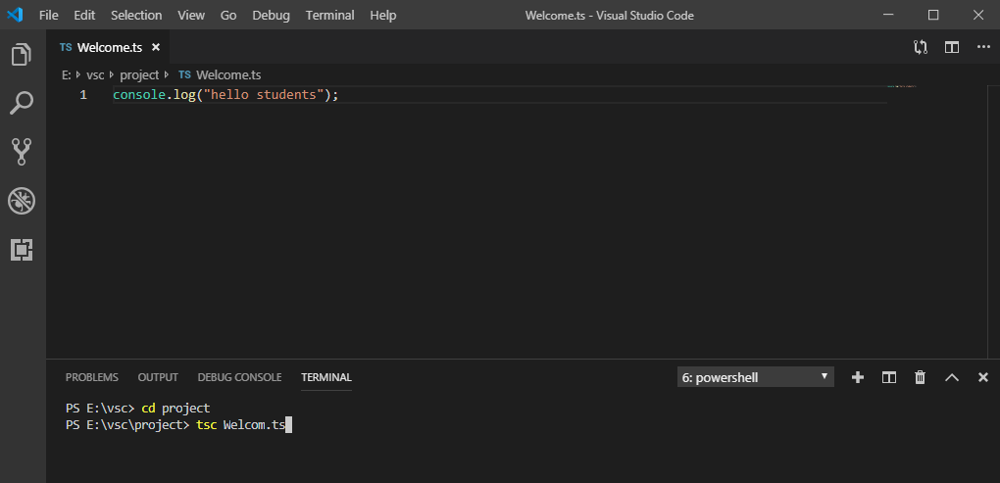 File Edit Selection View Go Debug Terminal Help Welcome.ts - Visual Studio Code
TS Welcome.ts
E: vsc project TS Welcome.ts
1 console.log("hello students");
PROBLEMS OUTPUT DEBUG CONSOLE TERMINAL 6: powershell
PS E:\vsc> cd project
PS E:\vsc\project> tsc Welcom.ts